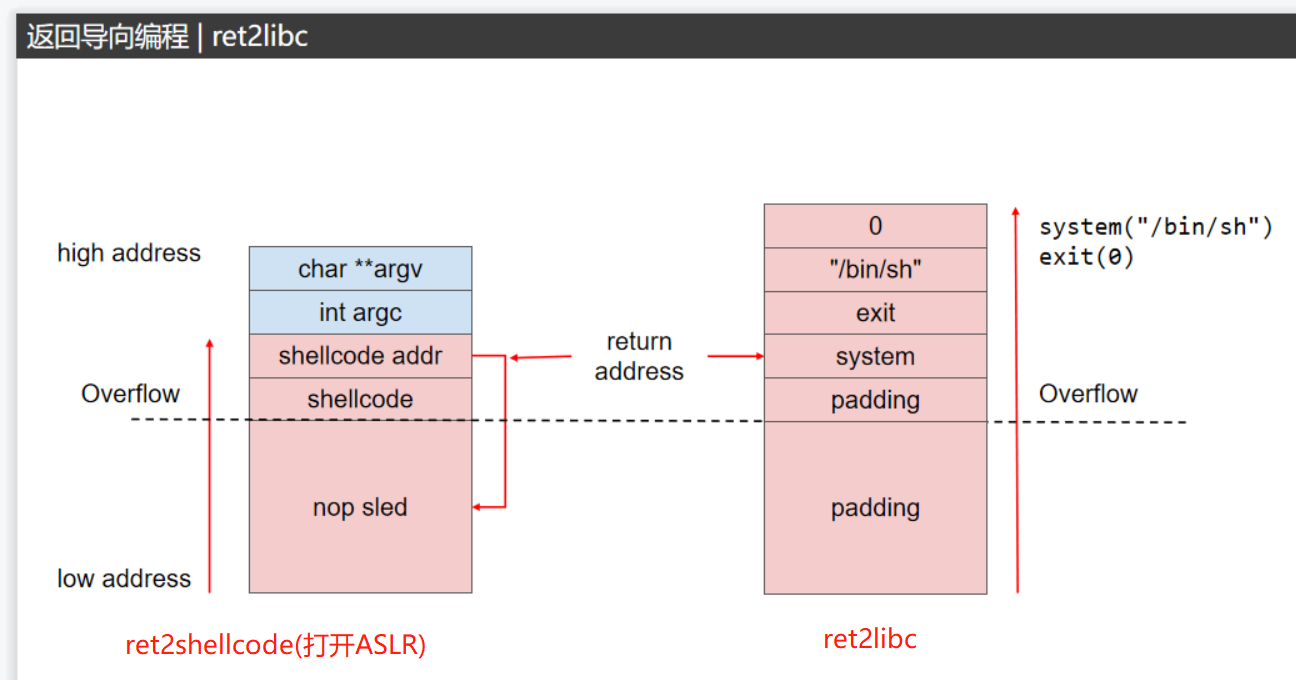 返回导向编程 | ret2libc
high address
char **argv
int argc
shellcode addr
shellcode
nop sled
Overflow
low address
return
address
0
"/bin/sh"
exit
system
padding
padding
system("/bin/sh")
exit(0)
Overflow
ret2shellcode(打开ASLR)
ret2libc